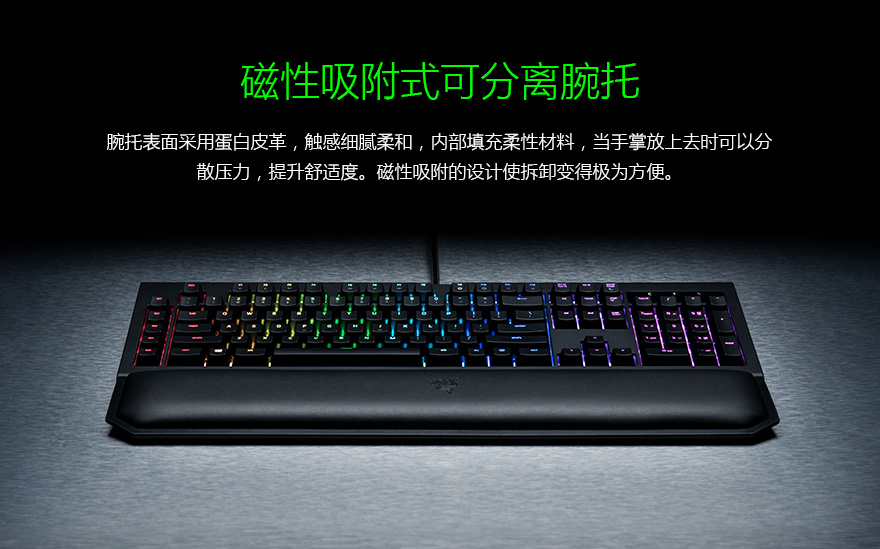 磁性吸附式可分离腕托
腕托表面采用蛋白皮革，触感细腻柔和，内部填充柔性材料，当手掌放上去时可以分
散压力，提升舒适度。磁性吸附的设计使拆卸变得极为方便。